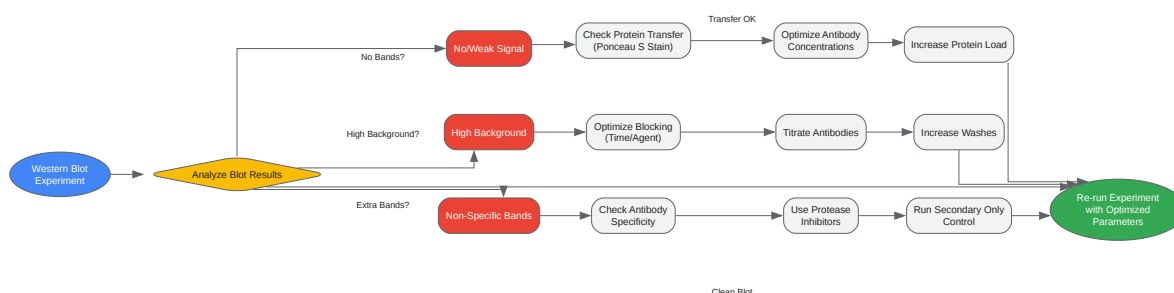 Transfer OK
Check Protein Transfer
(Ponceau S Stain)
Optimize Antibody
Concentrations
No/Weak Signal
Increase Protein Load
No Bands?
High Background?
High Background
Optimize Blocking
(Time/Agent)
Titrate Antibodies
Increase Washes
Western Blot
Experiment
Analyze Blot Results
Extra Bands?
Non-Specific Bands
Check Antibody
Specificity
Use Protease
Inhibitors
Run Secondary Only
Control
Re-run Experiment
with Optimized
Parameters
Clean Blot